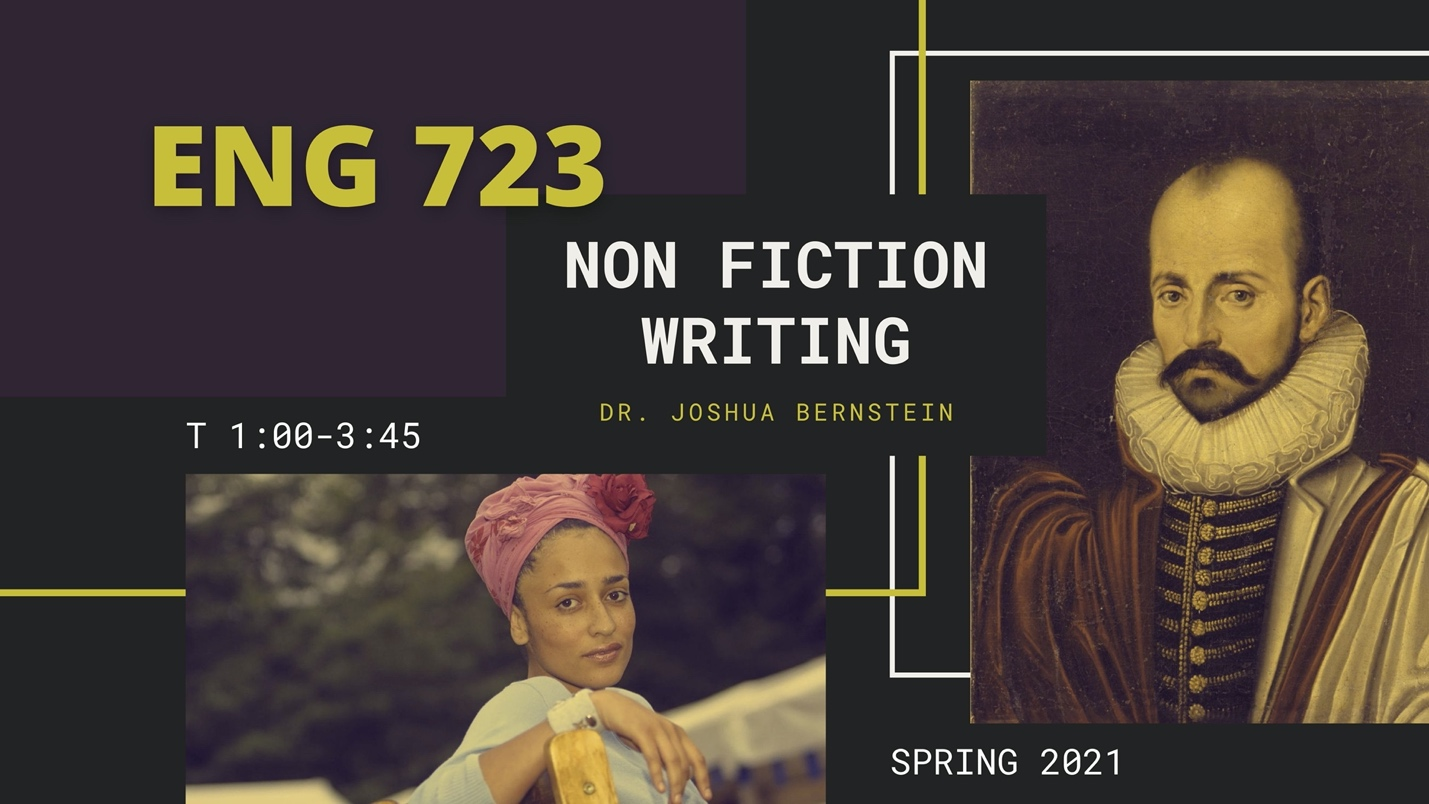 ENG 723
NON FICTION
WRITING
DR. JOSHUA BERNSTEIN
T 1:00-3:45
SPRING 2021